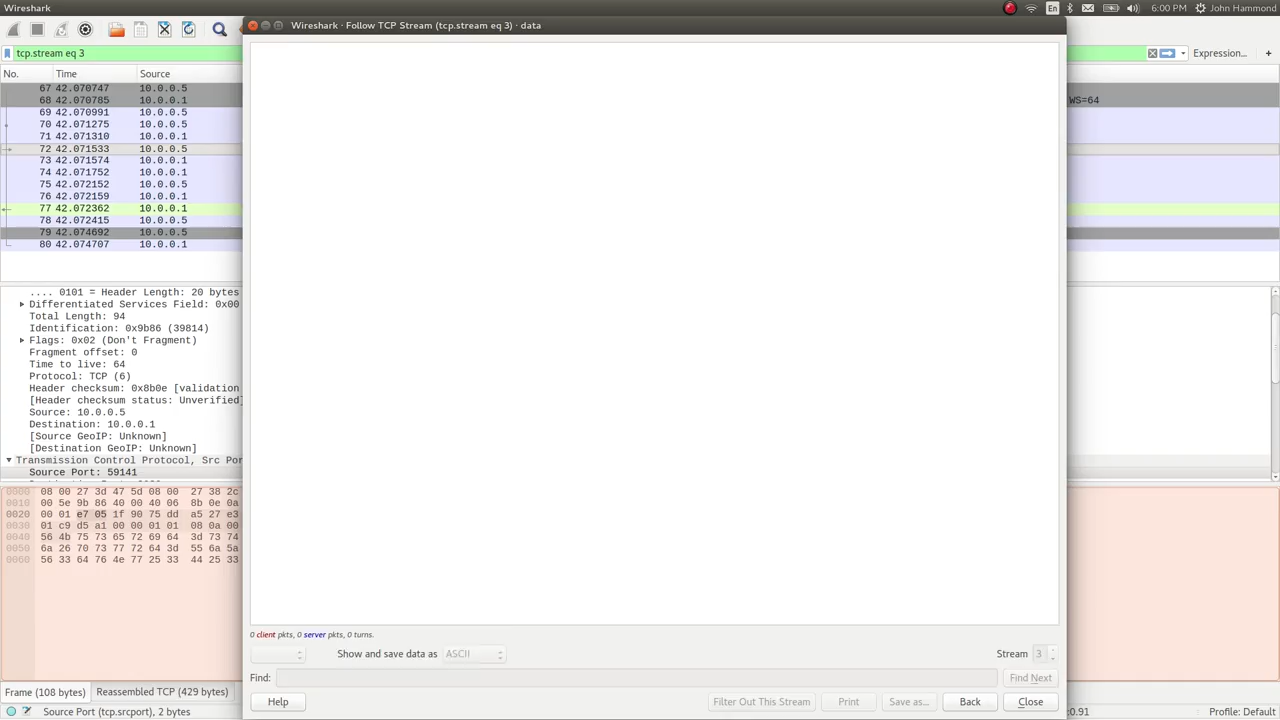 Wireshark
En
6:00 PM
John Hammond
Wireshark · Follow TCP Stream (tcp.stream eq 3) · data
tcp.stream eq 3
Expression…
+
No.
Time
Source
67 42.070747 10.0.0.5
68 42.070785 10.0.0.1
WS=64
69 42.070991 10.0.0.5
70 42.071275 10.0.0.5
71 42.071310 10.0.0.1
72 42.071533 10.0.0.5
73 42.071574 10.0.0.1
74 42.071752 10.0.0.1
75 42.072152 10.0.0.5
76 42.072159 10.0.0.1
77 42.072362 10.0.0.1
78 42.072415 10.0.0.5
79 42.074692 10.0.0.5
80 42.074707 10.0.0.1
.... 0101 = Header Length: 20 bytes
Differentiated Services Field: 0x00
Total Length: 94
Identification: 0x9b86 (39814)
Flags: 0x02 (Don't Fragment)
Fragment offset: 0
Time to live: 64
Protocol: TCP (6)
Header checksum: 0x8b0e [validation
[Header checksum status: Unverified]
Source: 10.0.0.5
Destination: 10.0.0.1
[Source GeoIP: Unknown]
[Destination GeoIP: Unknown]
Transmission Control Protocol, Src Por
Source Port: 59141
0000 08 00 27 3d 47 5d 08 00 27 38 2c
0010 00 5e 9b 86 40 00 40 06 8b 0e 0a
0020 00 01 e7 05 1f 90 75 dd a5 27 e3
0030 01 c9 d5 a1 00 00 01 01 08 0a 00
0040 56 4b 75 73 65 72 69 64 3d 73 74
0050 6a 26 70 73 77 72 64 3d 55 6a 5a
0060 56 33 64 76 4e 77 25 33 44 25 33
0 client pkts, 0 server pkts, 0 turns.
Show and save data as
ASCII
Stream
3
Find:
Find Next
Help
Filter Out This Stream
Print
Save as…
Back
Close
Frame (108 bytes)
Reassembled TCP (429 bytes)
Source Port (tcp.srcport), 2 bytes
:0.91
Profile: Default